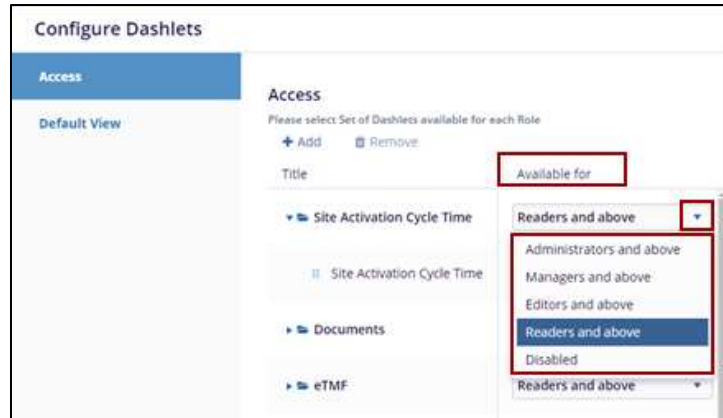 Configure Dashlets
Access
Default View
Access
Please select Set of Dashlets available for each Role
+ Add Remove
Title Available for
Site Activation Cycle Time Readers and above
Administrators and above
Managers and above
Editors and above
Readers and above
Disabled
Site Activation Cycle Time
Documents
eTMF Readers and above